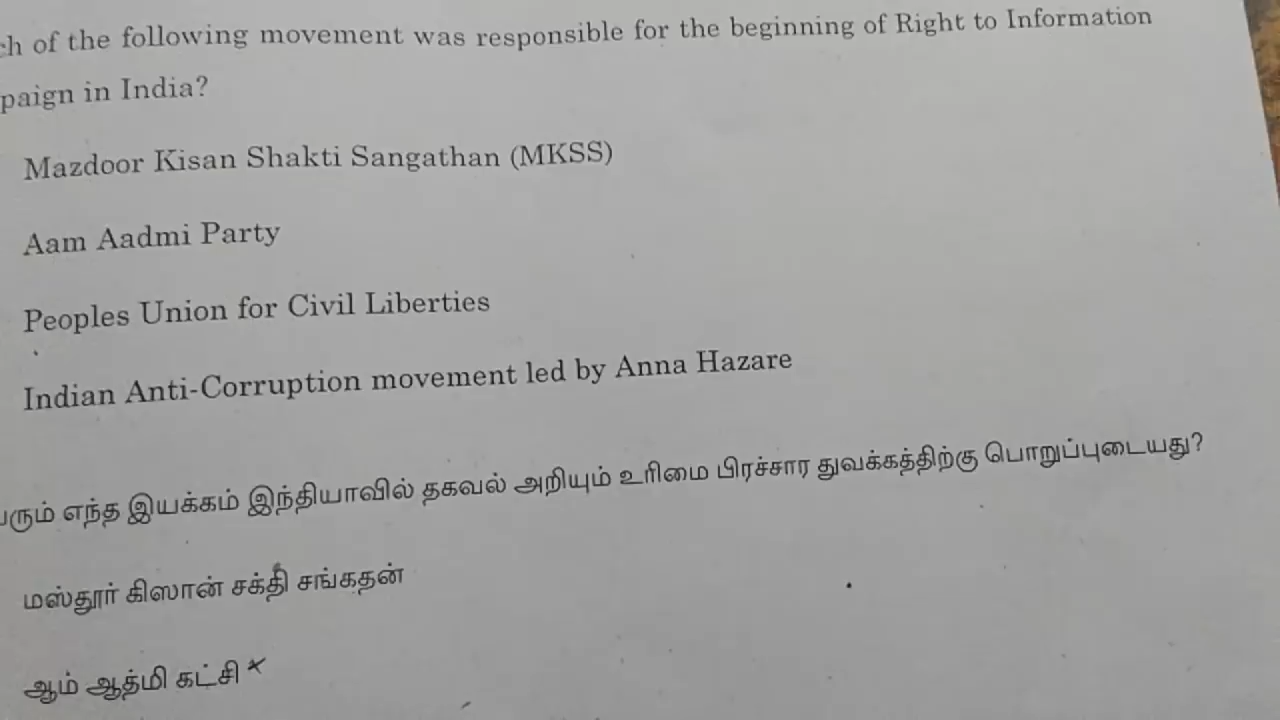 ch of the following movement was responsible for the beginning of Right to Information
paign in India?
Mazdoor Kisan Shakti Sangathan (MKSS)
Aam Aadmi Party
Peoples Union for Civil Liberties
Indian Anti-Corruption movement led by Anna Hazare
வரும் எந்த இயக்கம் இந்தியாவில் தகவல் அறியும் உரிமை பிரச்சார துவக்கத்திற்கு பொறுப்புடையது?
மஸ்தூர் கிஸான் சக்தி சங்கதன்
ஆம் ஆத்மி கட்சி